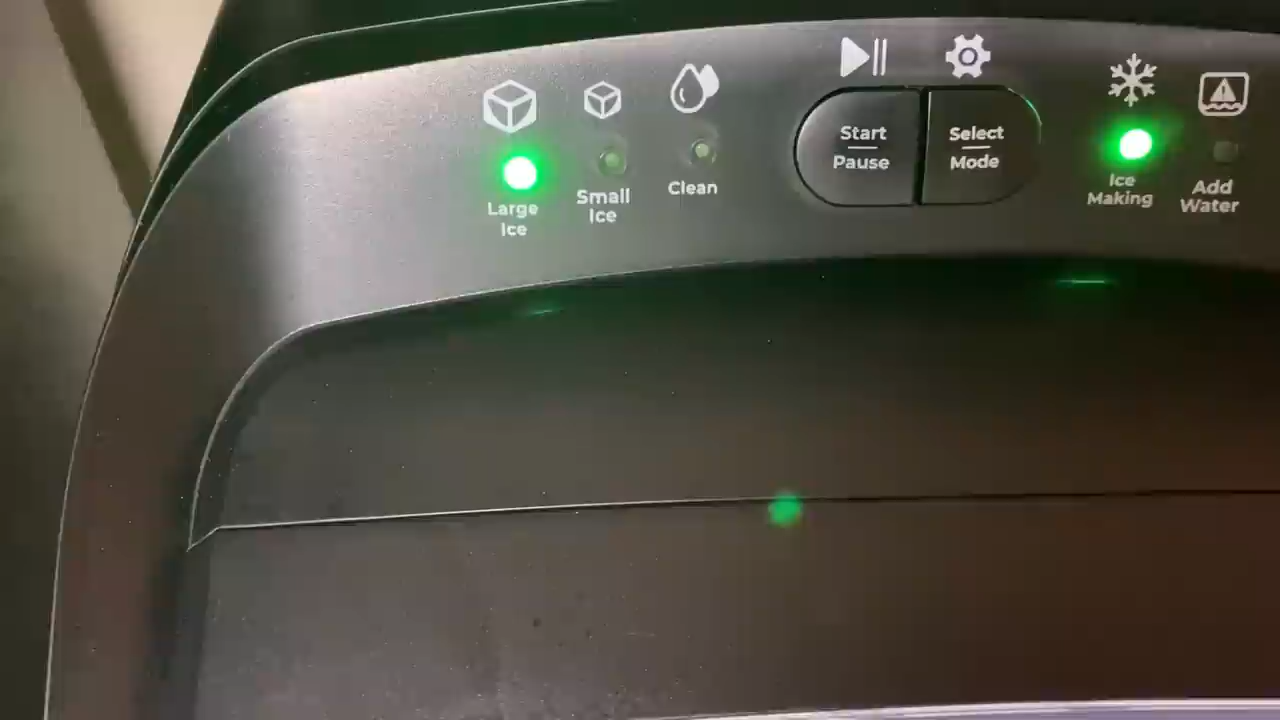 Large
Ice
Small
Ice
Clean
Start
Pause
Select
Mode
Ice
Making
Add
Water